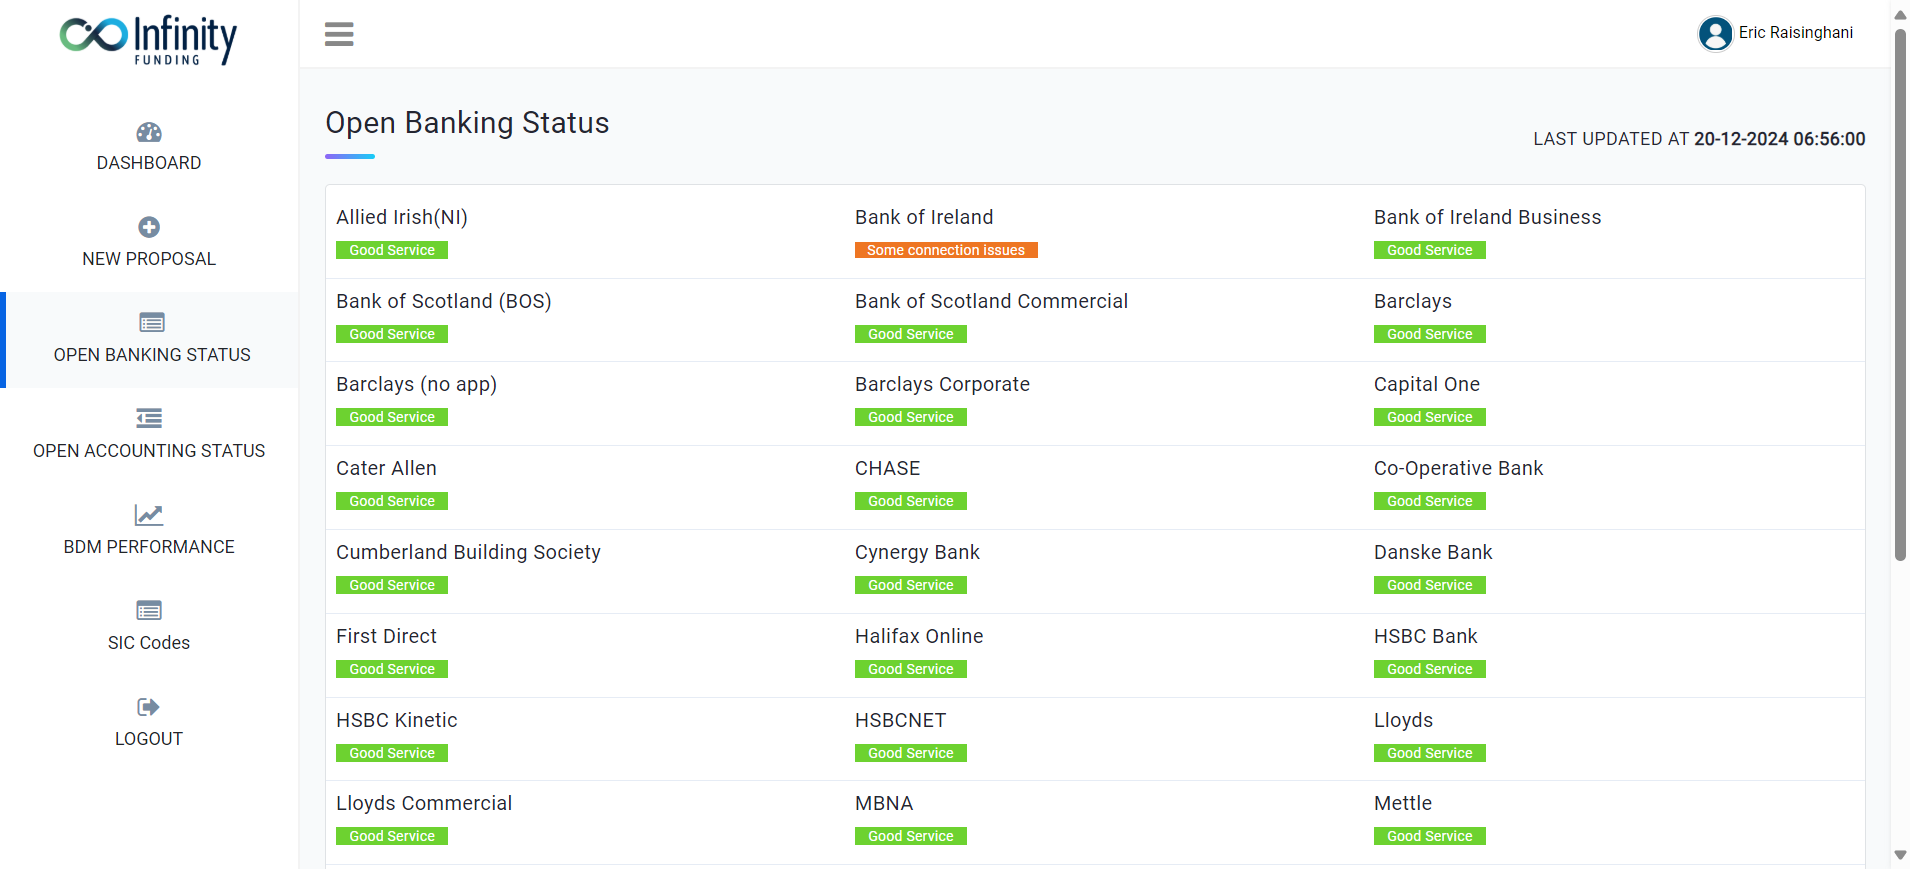 Infinity
FUNDING
DASHBOARD
NEW PROPOSAL
OPEN BANKING STATUS
OPEN ACCOUNTING STATUS
BDM PERFORMANCE
SIC Codes
LOGOUT
Eric Raisinghani
Open Banking Status
LAST UPDATED AT 20-12-2024 06:56:00
Allied Irish(NI)
Good Service
Bank of Ireland
Some connection issues
Bank of Ireland Business
Good Service
Bank of Scotland (BOS)
Good Service
Bank of Scotland Commercial
Good Service
Barclays
Good Service
Barclays (no app)
Good Service
Barclays Corporate
Good Service
Capital One
Good Service
Cater Allen
Good Service
CHASE
Good Service
Co-Operative Bank
Good Service
Cumberland Building Society
Good Service
Cynergy Bank
Good Service
Danske Bank
Good Service
First Direct
Good Service
Halifax Online
Good Service
HSBC Bank
Good Service
HSBC Kinetic
Good Service
HSBCNET
Good Service
Lloyds
Good Service
Lloyds Commercial
Good Service
MBNA
Good Service
Mettle
Good Service